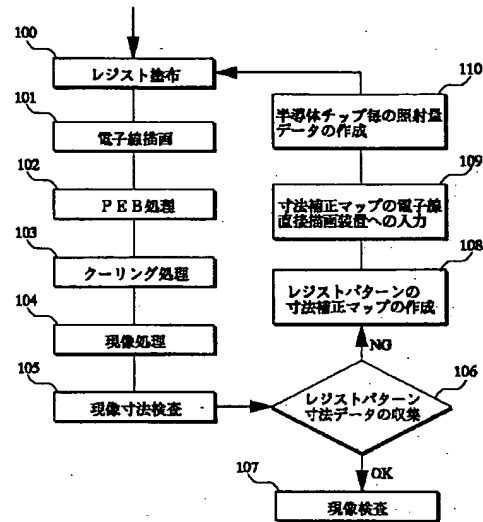 100
レジスト塗布
101
電子線描画
102
PEB処理
103
クーリング処理
104
現像処理
105
現像寸法検査
106
レジストパターン
寸法データの収集
OK
107
現像検査
NG
108
レジストパターンの
寸法補正マップの作成
109
寸法補正マップの電子線
直接描画装置への入力
110
半導体チップ毎の照射量
データの作成